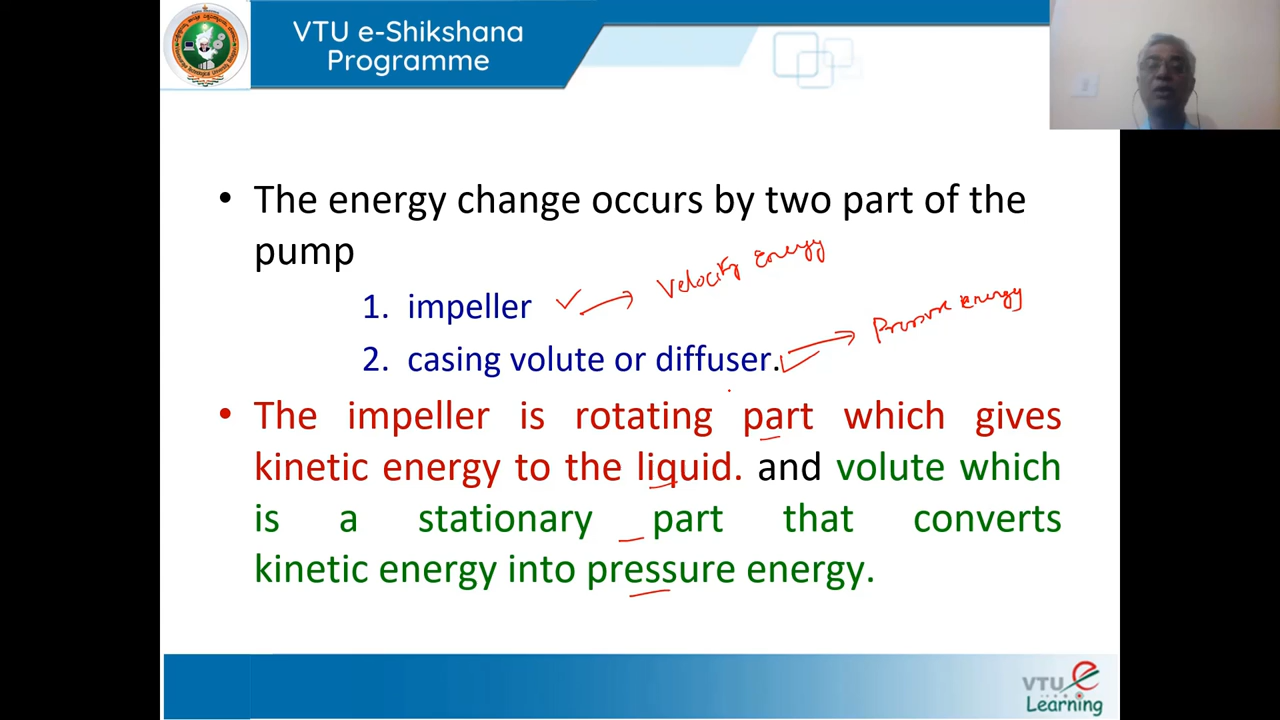 VTU e-Shikshana
Programme
• The energy change occurs by two part of the
pump
1. impeller
Velocity Energy
2. casing volute or diffuser.
Pressure Energy
• The impeller is rotating part which gives
kinetic energy to the liquid. and volute which
is a stationary part that converts
kinetic energy into pressure energy.
VTU e
Learning